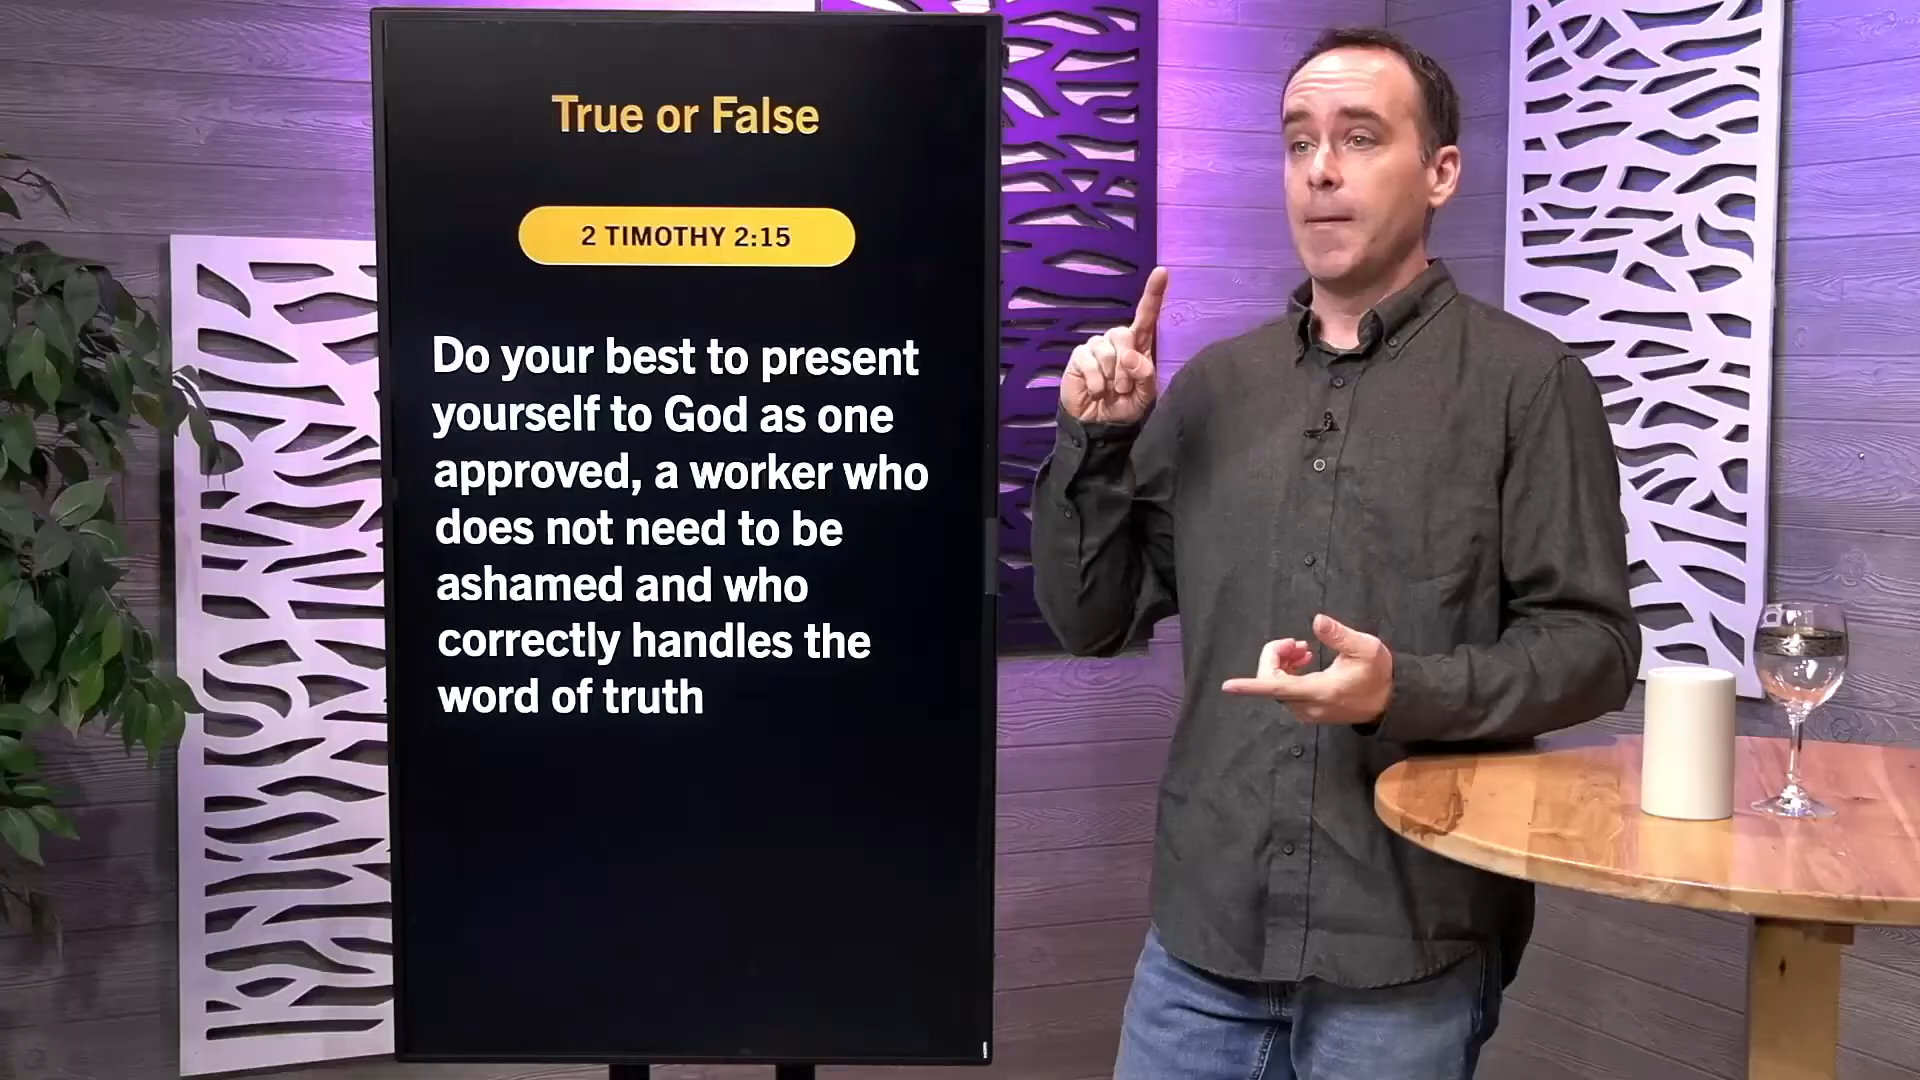 True or False
2 TIMOTHY 2:15
Do your best to present
yourself to God as one
approved, a worker who
does not need to be
ashamed and who
correctly handles the
word of truth